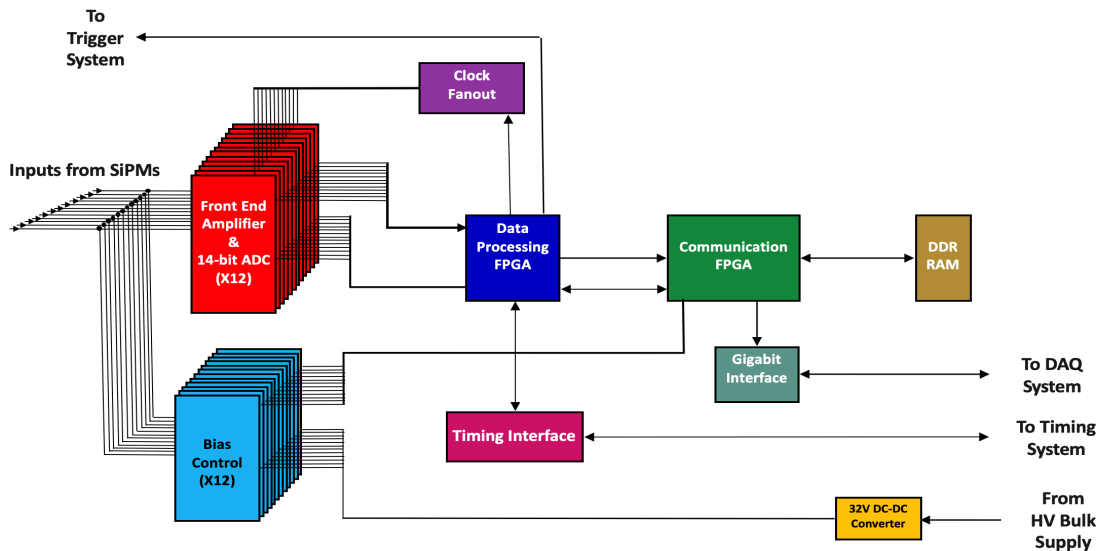 To
Trigger
System
Clock
Fanout
Inputs from SiPMs
Front End
Amplifier
&
14-bit ADC
(X12)
Data
Processing
FPGA
Communication
FPGA
DDR
RAM
Gigabit
Interface
To DAQ
System
Timing Interface
To Timing
System
Bias
Control
(X12)
32V DC-DC
Converter
From
HV Bulk
Supply